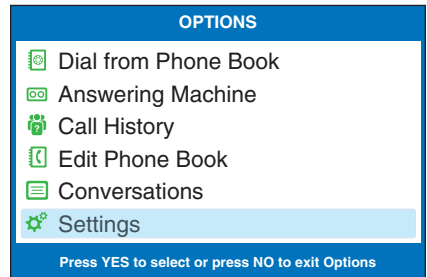 OPTIONS
Dial from Phone Book
Answering Machine
Call History
Edit Phone Book
Conversations
Settings
Press YES to select or press NO to exit Options